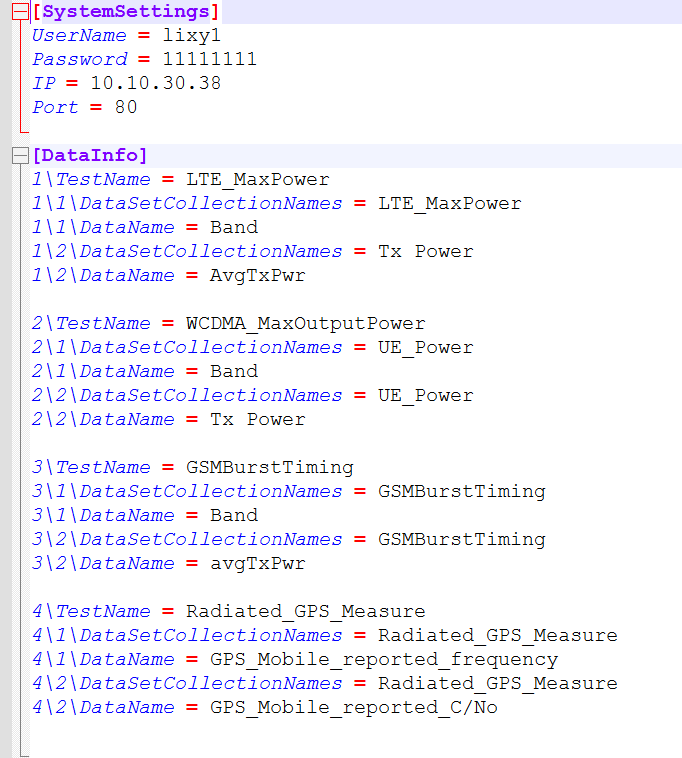 [SystemSettings]
UserName = lixy1
Password = 11111111
IP = 10.10.30.38
Port = 80
[DataInfo]
1\TestName = LTE_MaxPower
1\1\DataSetCollectionNames = LTE_MaxPower
1\1\DataName = Band
1\2\DataSetCollectionNames = Tx Power
1\2\DataName = AvgTxPwr
2\TestName = WCDMA_MaxOutputPower
2\1\DataSetCollectionNames = UE_Power
2\1\DataName = Band
2\2\DataSetCollectionNames = UE_Power
2\2\DataName = Tx Power
3\TestName = GSMBurstTiming
3\1\DataSetCollectionNames = GSMBurstTiming
3\1\DataName = Band
3\2\DataSetCollectionNames = GSMBurstTiming
3\2\DataName = avgTxPwr
4\TestName = Radiated_GPS_Measure
4\1\DataSetCollectionNames = Radiated_GPS_Measure
4\1\DataName = GPS_Mobile_reported_frequency
4\2\DataSetCollectionNames = Radiated_GPS_Measure
4\2\DataName = GPS_Mobile_reported_C/No